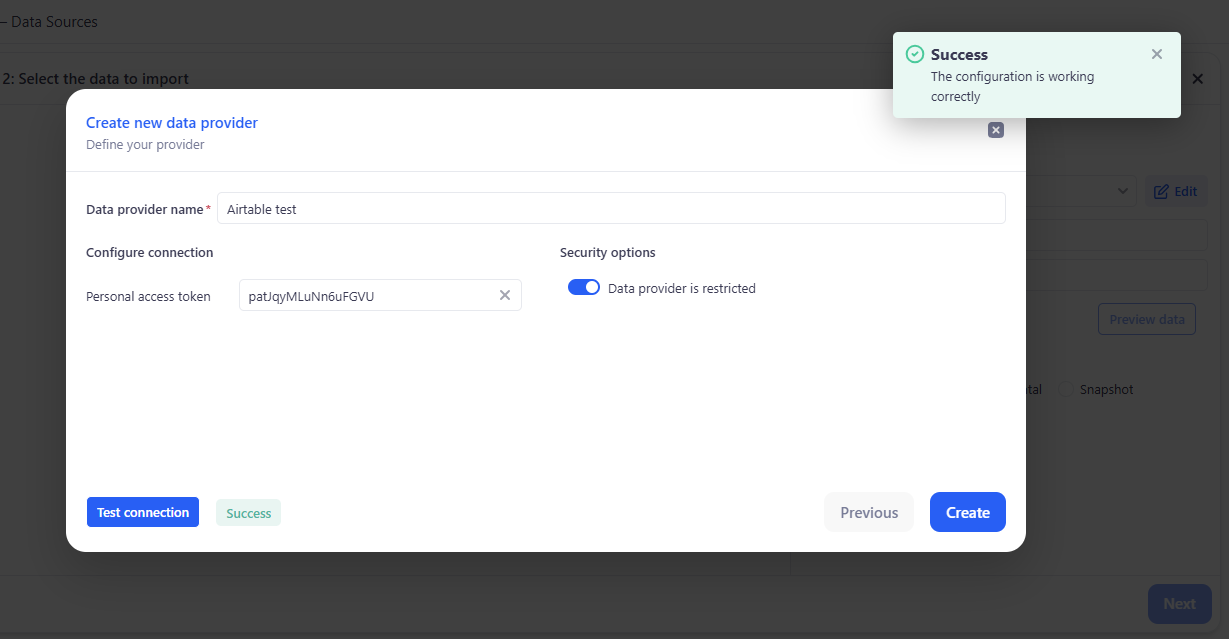 – Data Sources
Success
The configuration is working
correctly
2: Select the data to import
Create new data provider
Define your provider
Data provider name*
Airtable test
Edit
Configure connection
Security options
Personal access token
patJqyMLuNn6uFGVU
Data provider is restricted
Preview data
tal
Snapshot
Test connection
Success
Previous
Create
Next